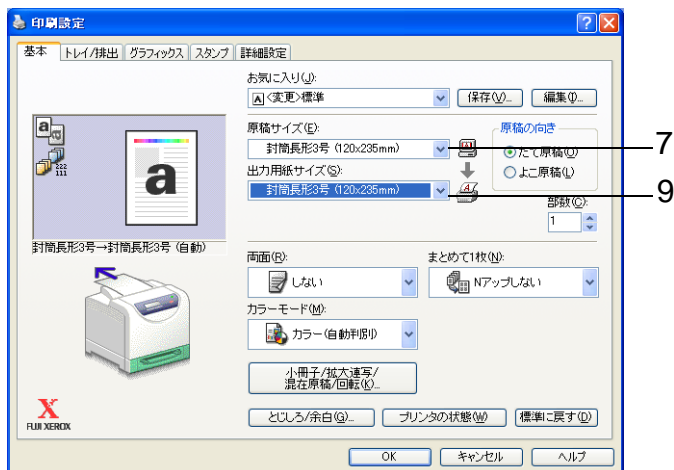 印刷設定
基本 トレイ/排出 グラフィックス スタンプ 詳細設定
お気に入り(J):
<変更>標準 保存(V)... 編集(I)...
原稿サイズ(E):
封筒長形3号 (120x235mm)
7
原稿の向き
たて原稿(O)
よこ原稿(L)
出力用紙サイズ(S):
封筒長形3号 (120x235mm)
9
部数(C):
1
a
222
111
a
封筒長形3号→封筒長形3号 (自動)
両面(R):
しない
まとめて1枚(N):
Nアップしない
カラーモード(M):
カラー(自動判別)
小冊子/拡大連写/
混在原稿/回転(K)...
とじしろ/余白(G)... プリンタの状態(W) 標準に戻す(D)
FUJI XEROX
OK キャンセル ヘルプ